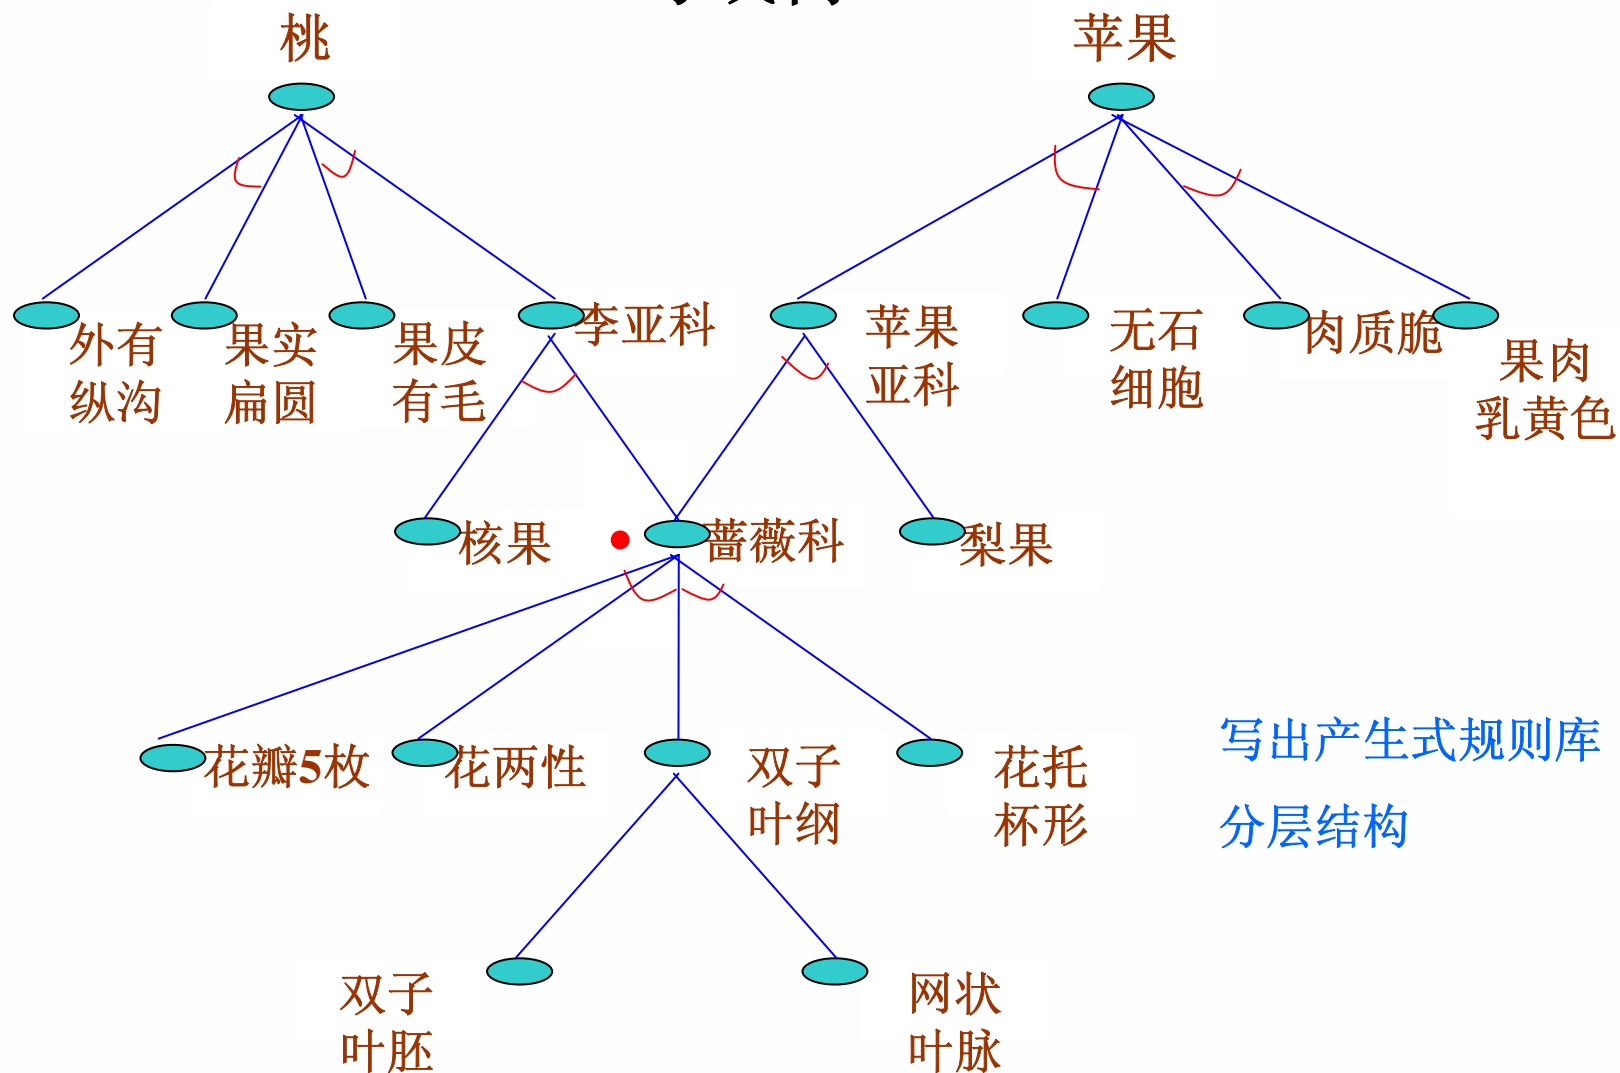 桃
苹果
外有
纵沟
果实
扁圆
果皮
有毛
李亚科
苹果
亚科
无石
细胞
肉质脆
果肉
乳黄色
核果
蔷薇科
梨果
花瓣5枚
花两性
双子
叶纲
花托
杯形
写出产生式规则库
分层结构
双子
叶胚
网状
叶脉